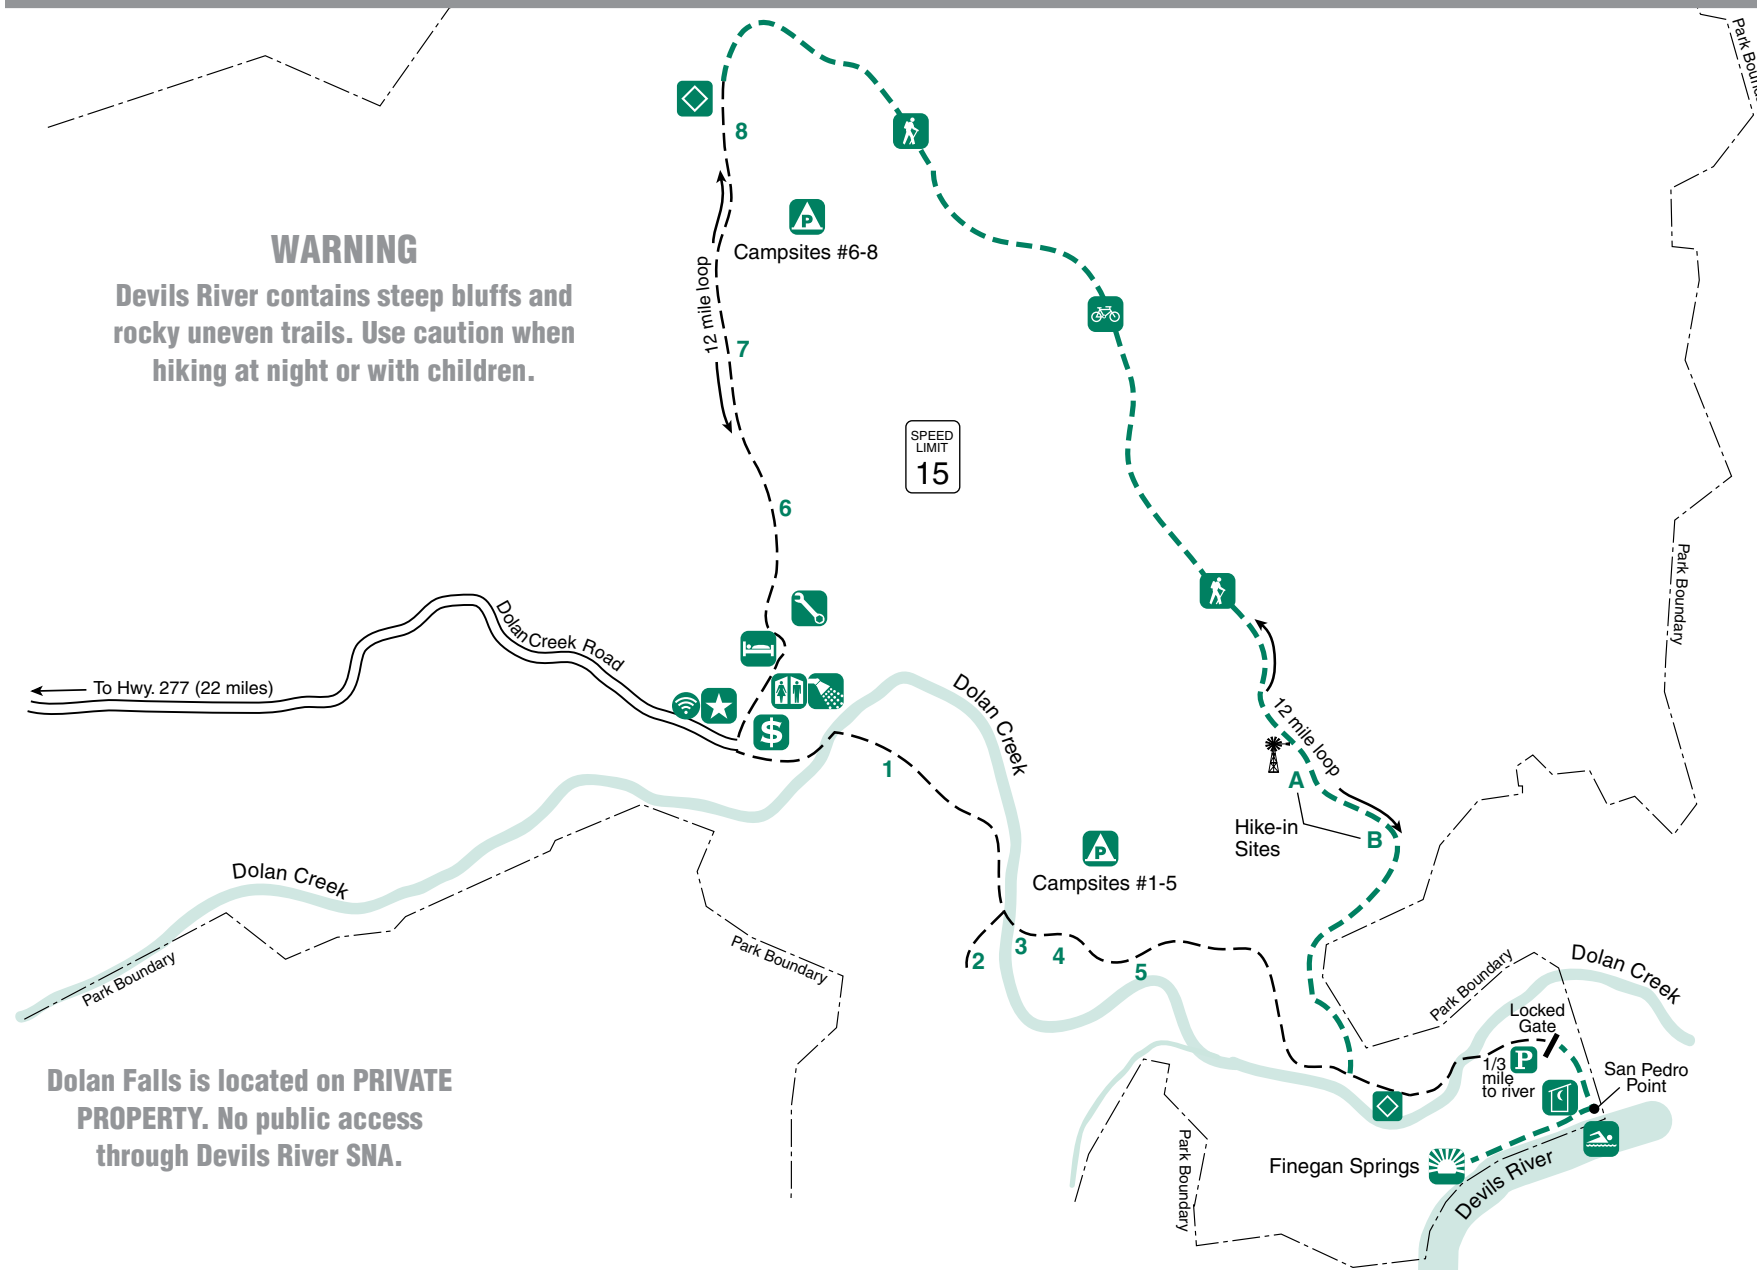 Park Boun
8
WARNING
Devils River contains steep bluffs and
rocky uneven trails. Use caution when
hiking at night or with children.
P
Campsites #6-8
12 mile loop
7
SPEED
LIMIT
15
6
Park Boundary
Dolan Creek Road
To Hwy. 277 (22 miles)
$
Dolan Creek
12 mile loop
1
A
Hike-in
Sites
B
P
Campsites #1-5
Dolan Creek
Park Boundary
Park Boundary
2
3
4
5
Park Boundary
Dolan Creek
Locked
Gate
P
1/3
mile
to river
San Pedro
Point
Dolan Falls is located on PRIVATE
PROPERTY. No public access
through Devils River SNA.
Park Boundary
Finegan Springs
Devils River